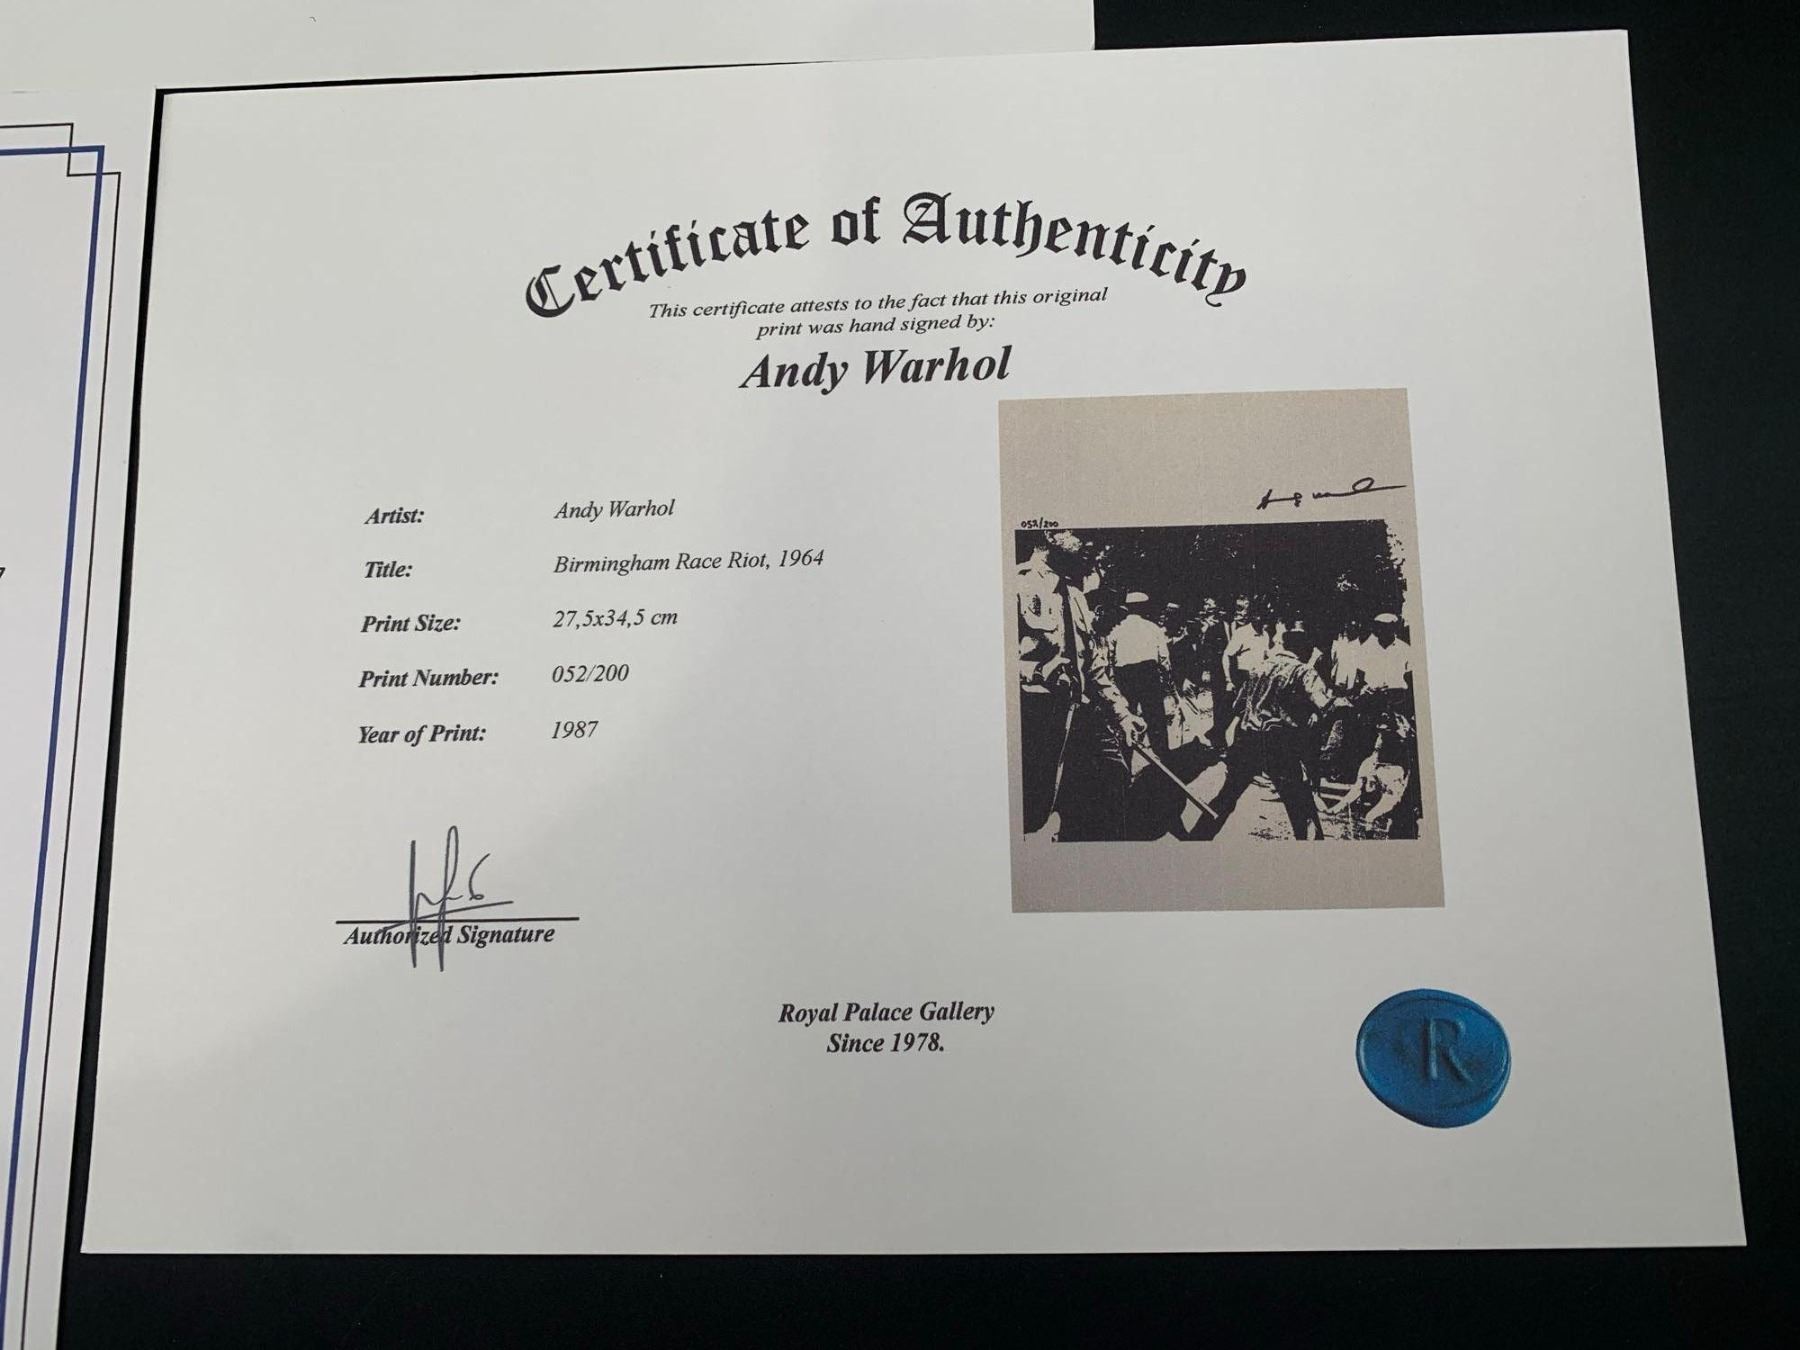 Certificate of Authenticity
This certificate attests to the fact that this original
print was hand signed by:
Andy Warhol
Artist: Andy Warhol
Title: Birmingham Race Riot, 1964
Print Size: 27,5x34,5 cm
Print Number: 052/200
Year of Print: 1987
052/200
Authorized Signature
Royal Palace Gallery
Since 1978.
R